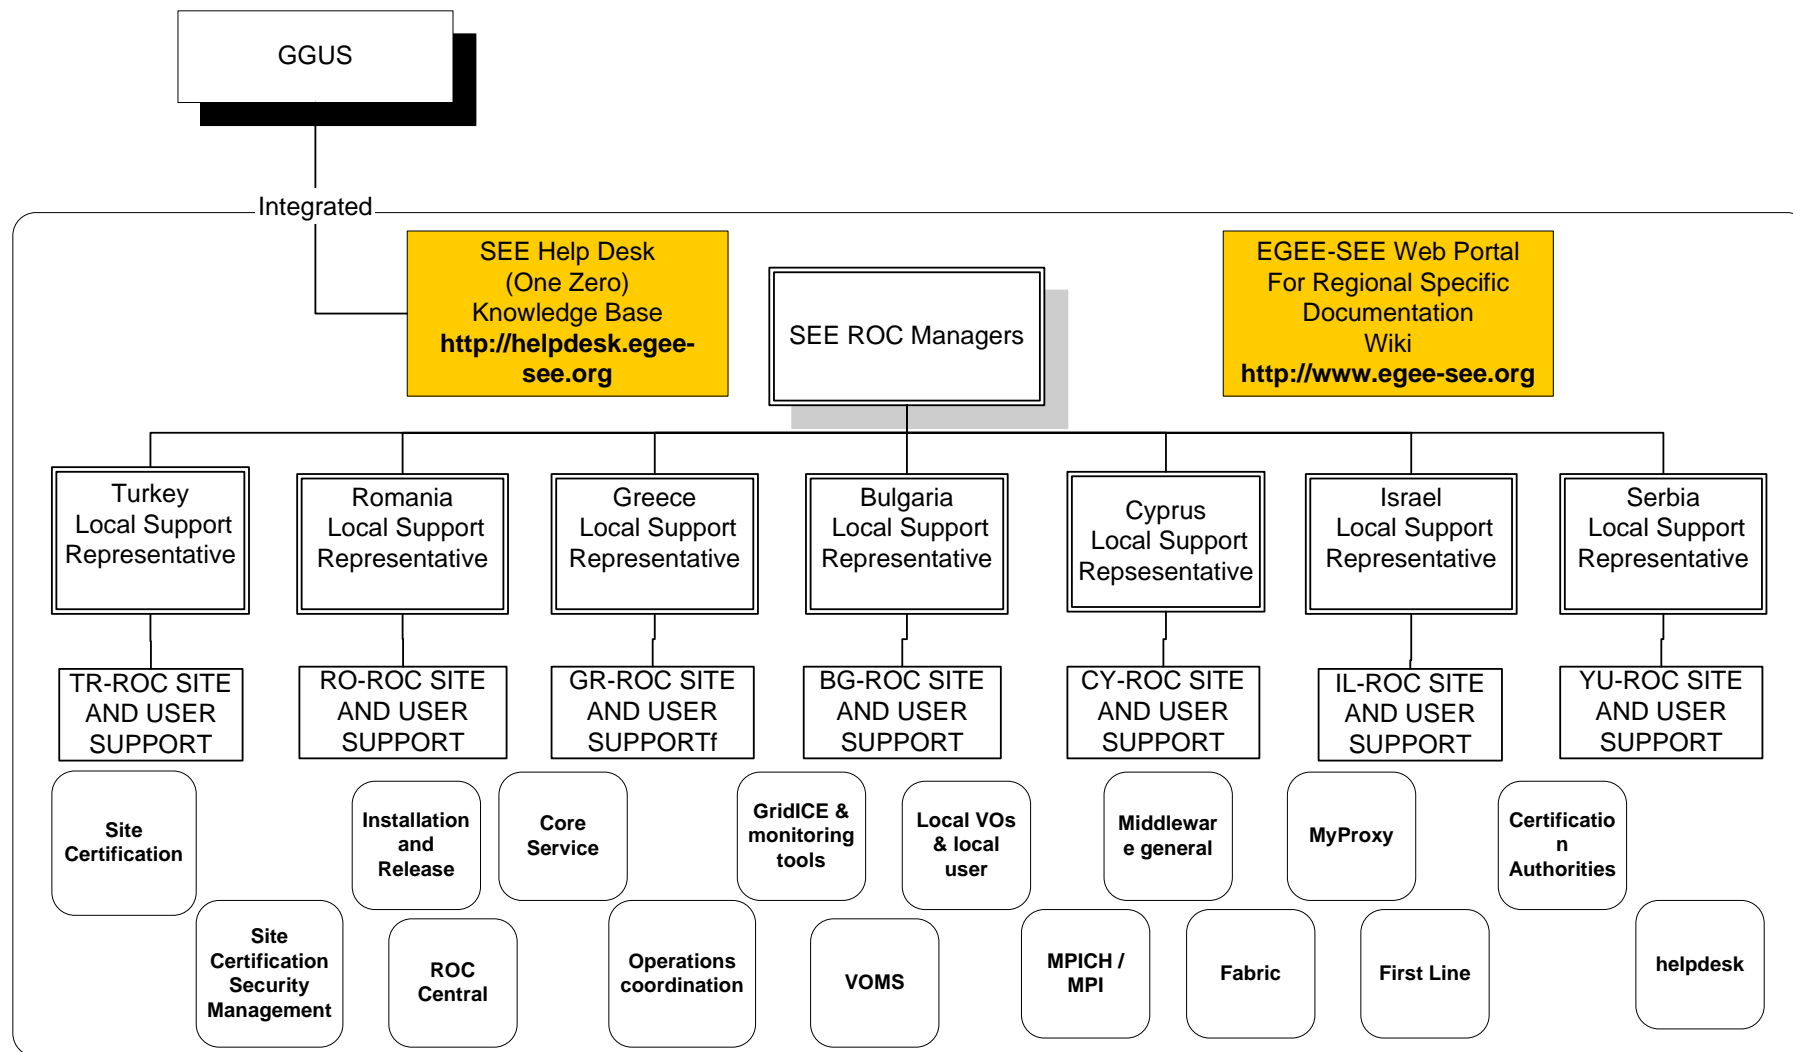 GGUS
Integrated
SEE Help Desk
(One Zero)
Knowledge Base
http://helpdesk.egee-
see.org
SEE ROC Managers
EGEE-SEE Web Portal
For Regional Specific
Documentation
Wiki
http://www.egee-see.org
Turkey
Local Support
Representative
Romania
Local Support
Representative
Greece
Local Support
Representative
Bulgaria
Local Support
Representative
Cyprus
Local Support
Repsesentative
Israel
Local Support
Representative
Serbia
Local Support
Representative
TR-ROC SITE
AND USER
SUPPORT
RO-ROC SITE
AND USER
SUPPORT
GR-ROC SITE
AND USER
SUPPORTf
BG-ROC SITE
AND USER
SUPPORT
CY-ROC SITE
AND USER
SUPPORT
IL-ROC SITE
AND USER
SUPPORT
YU-ROC SITE
AND USER
SUPPORT
Site
Certification
Installation
and
Release
Core
Service
GridICE &
monitoring
tools
Local VOs
& local
user
Middlewar
e general
MyProxy
Certificatio
n
Authorities
Site
Certification
Security
Management
ROC
Central
Operations
coordination
VOMS
MPICH /
MPI
Fabric
First Line
helpdesk